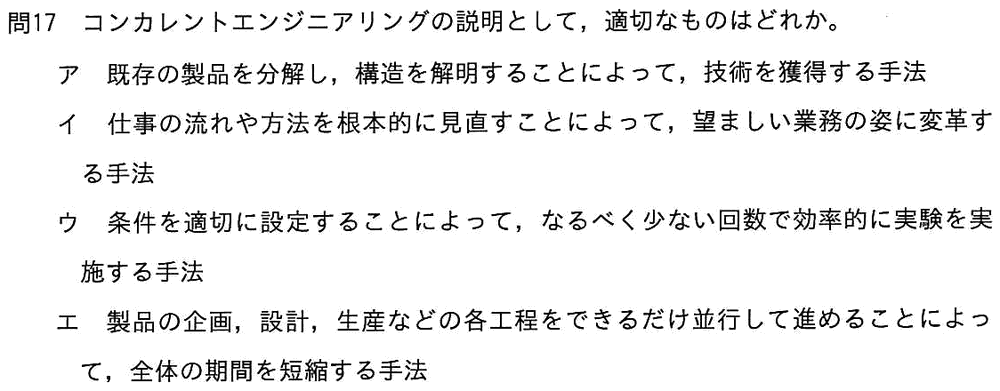 問17　コンカレントエンジニアリングの説明として，適切なものはどれか。
ア　既存の製品を分解し，構造を解明することによって，技術を獲得する手法
イ　仕事の流れや方法を根本的に見直すことによって，望ましい業務の姿に変革す
る手法
ウ　条件を適切に設定することによって，なるべく少ない回数で効率的に実験を実
施する手法
エ　製品の企画，設計，生産などの各工程をできるだけ並行して進めることによっ
て，全体の期間を短縮する手法